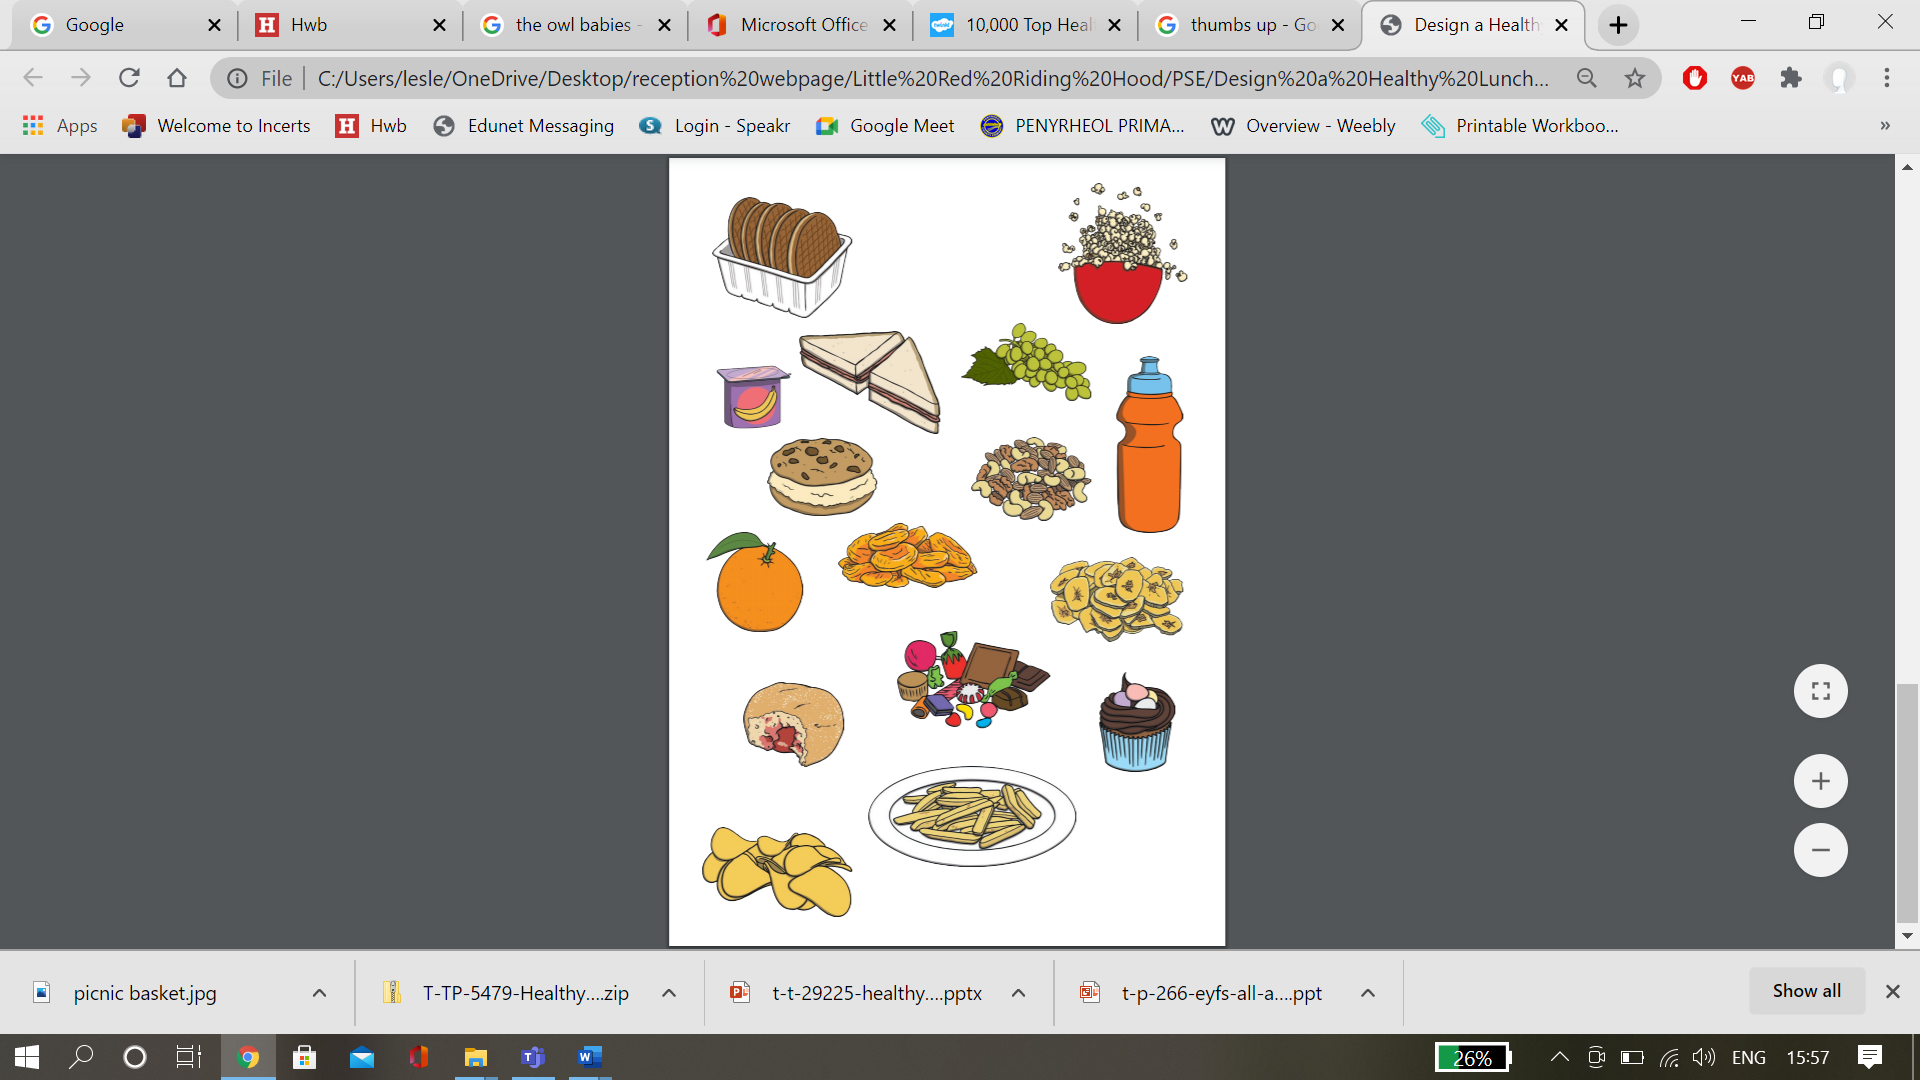 Google
Hwb
the owl babies -
Microsoft Office
twinkl
10,000 Top Heal
thumbs up - Go
Design a Health
File
C:/Users/lesle/OneDrive/Desktop/reception%20webpage/Little%20Red%20Riding%20Hood/PSE/Design%20a%20Healthy%20Lunch...
YAB
Apps
Welcome to Incerts
Hwb
Edunet Messaging
Login - Speakr
Google Meet
PENYRHEOL PRIMA...
Overview - Weebly
Printable Workboo...
picnic basket.jpg
T-TP-5479-Healthy....zip
t-t-29225-healthy....pptx
t-p-266-eyfs-all-a....ppt
Show all
26%
ENG
15:57